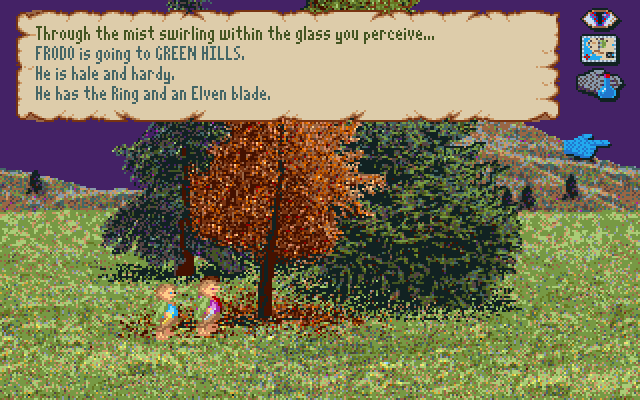 Through the mist swirling within the glass you perceive...
FRODO is going to GREEN HILLS.
He is hale and hardy.
He has the Ring and an Elven blade.